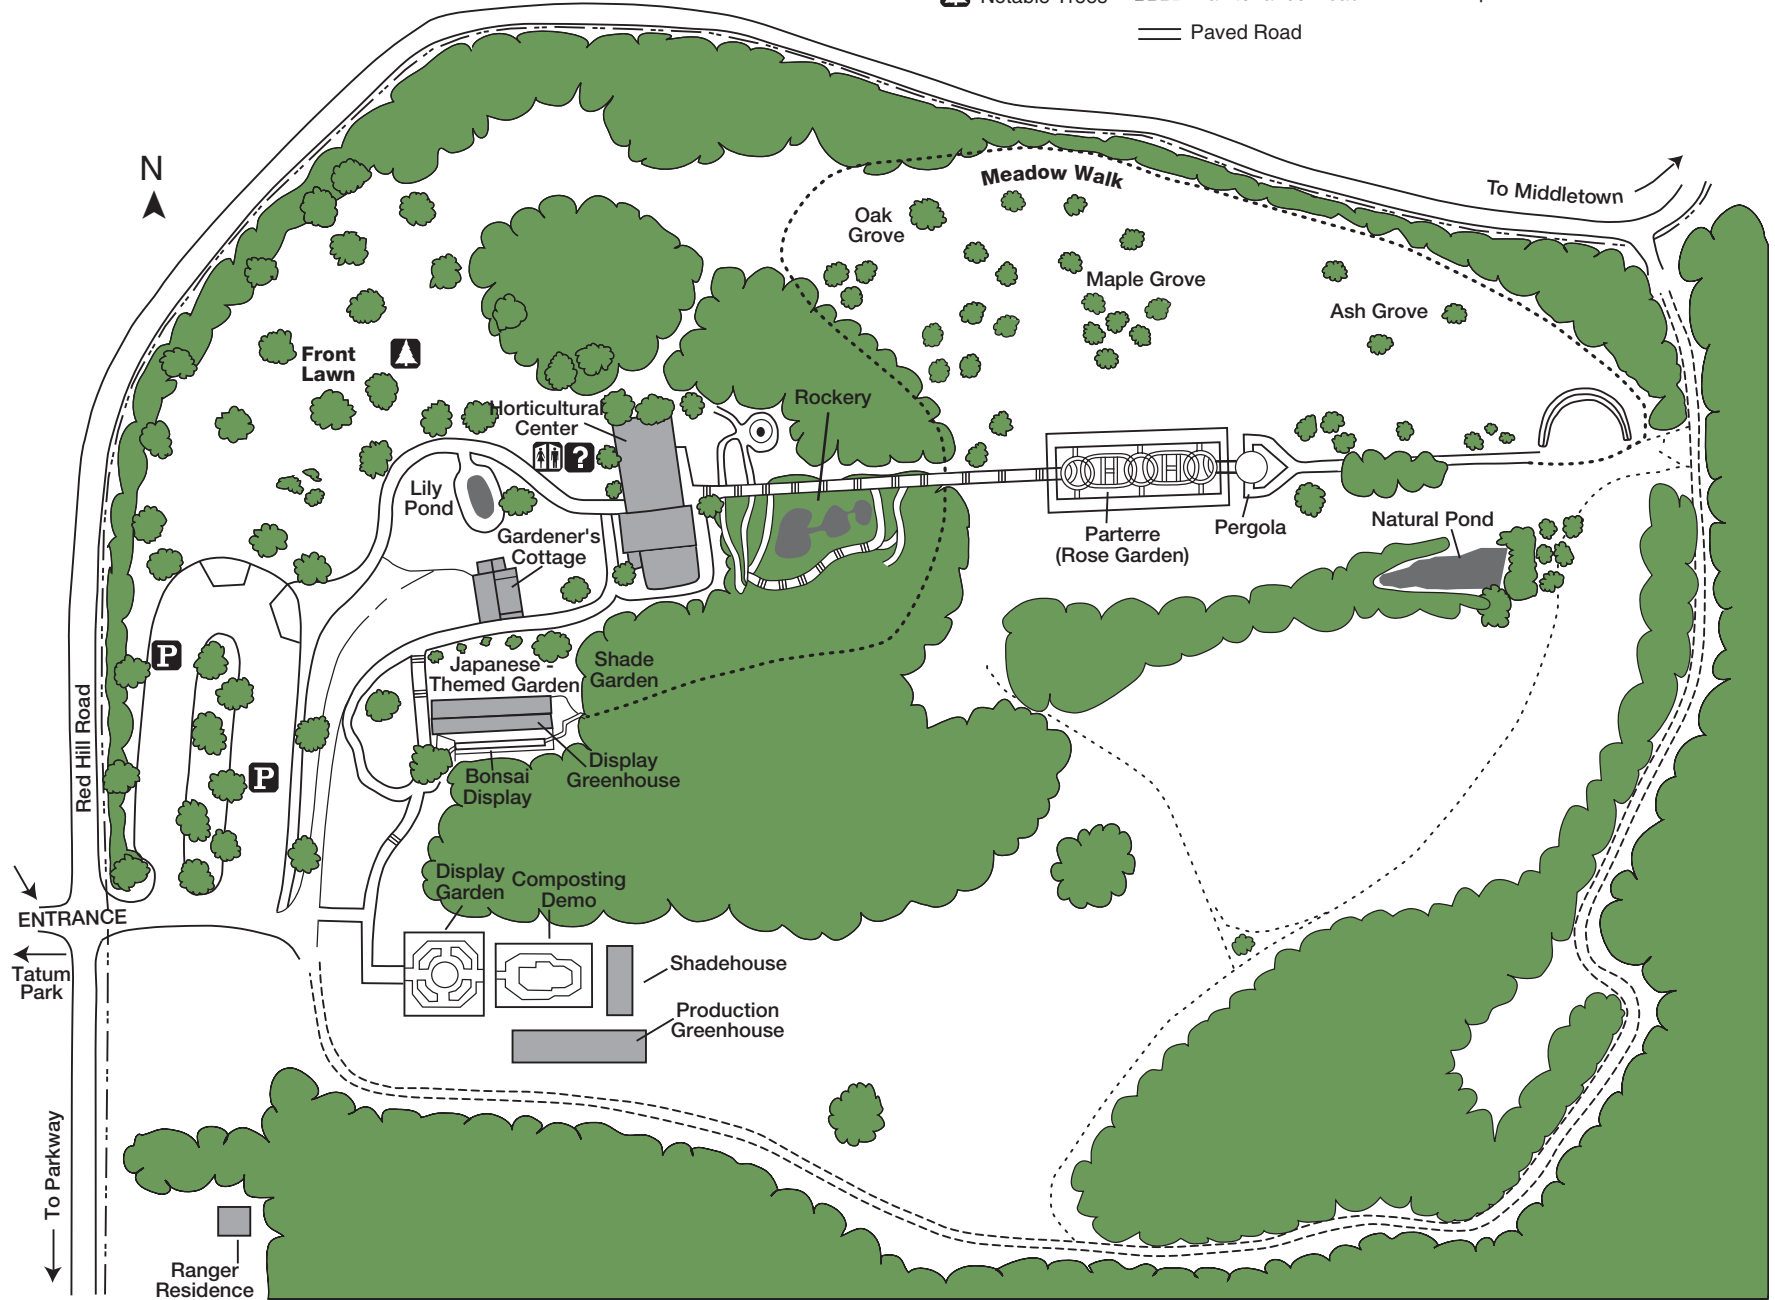 Notable Trees
Paved Road
N
To Middletown
Meadow Walk
Oak
Grove
Maple Grove
Ash Grove
Front
Lawn
Rockery
Horticultural
Center
?
Lily
Pond
Gardener's
Cottage
Parterre
(Rose Garden)
Pergola
Natural Pond
P
Japanese -
Themed Garden
Shade
Garden
Red Hill Road
P
Bonsai
Display
Display
Greenhouse
Display
Garden
Composting
Demo
ENTRANCE
Tatum
Park
Shadehouse
Production
Greenhouse
To Parkway
Ranger
Residence